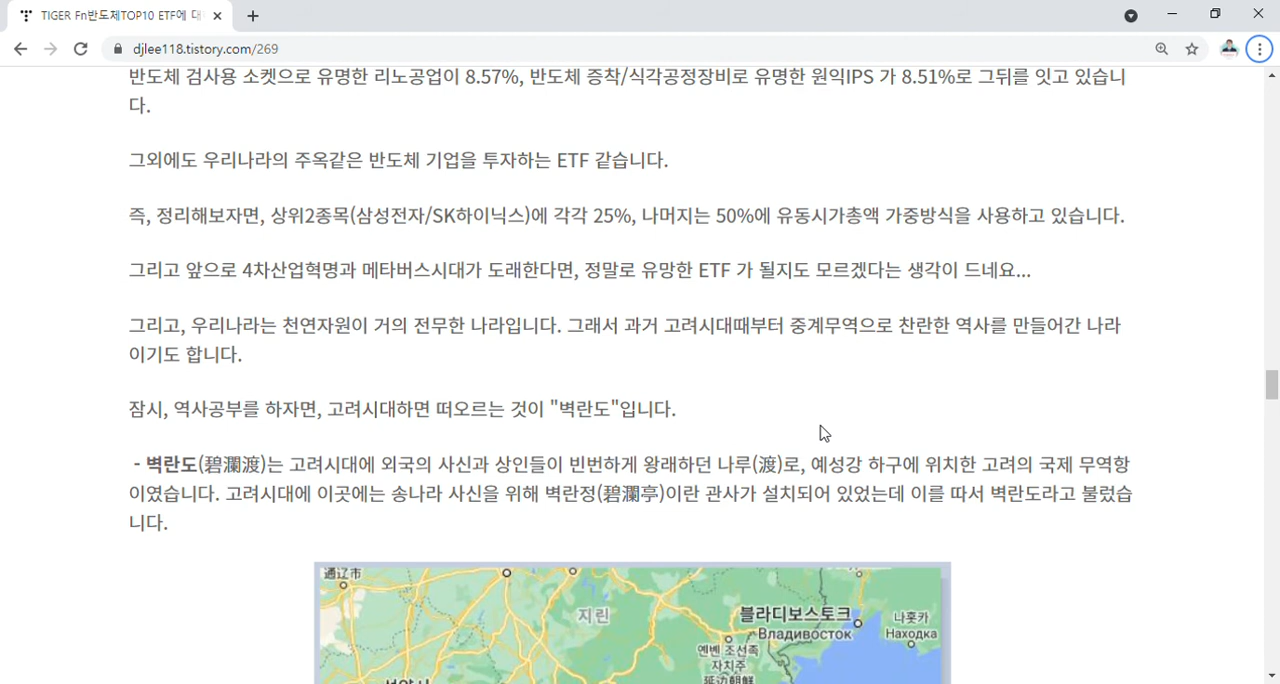 TIGER Fn반도체TOP10 ETF에 대
djlee118.tistory.com/269
반도체 검사용 소켓으로 유명한 리노공업이 8.57%, 반도체 증착/식각공정장비로 유명한 원익IPS 가 8.51%로 그뒤를 잇고 있습니
다.
그외에도 우리나라의 주옥같은 반도체 기업을 투자하는 ETF 같습니다.
즉, 정리해보자면, 상위2종목(삼성전자/SK하이닉스)에 각각 25%, 나머지는 50%에 유동시가총액 가중방식을 사용하고 있습니다.
그리고 앞으로 4차산업혁명과 메타버스시대가 도래한다면, 정말로 유망한 ETF 가 될지도 모르겠다는 생각이 드네요...
그리고, 우리나라는 천연자원이 거의 전무한 나라입니다. 그래서 과거 고려시대때부터 중계무역으로 찬란한 역사를 만들어간 나라
이기도 합니다.
잠시, 역사공부를 하자면, 고려시대하면 떠오르는 것이 "벽란도"입니다.
- 벽란도(碧瀾渡)는 고려시대에 외국의 사신과 상인들이 빈번하게 왕래하던 나루(渡)로, 예성강 하구에 위치한 고려의 국제 무역항
이였습니다. 고려시대에 이곳에는 송나라 사신을 위해 벽란정(碧瀾亭)이란 관사가 설치되어 있었는데 이를 따서 벽란도라고 불렀습
니다.
通辽市
지린
블라디보스토크
Владивосток
나홋카
Находка
옌볜 조선족
자치주
延边朝鲜